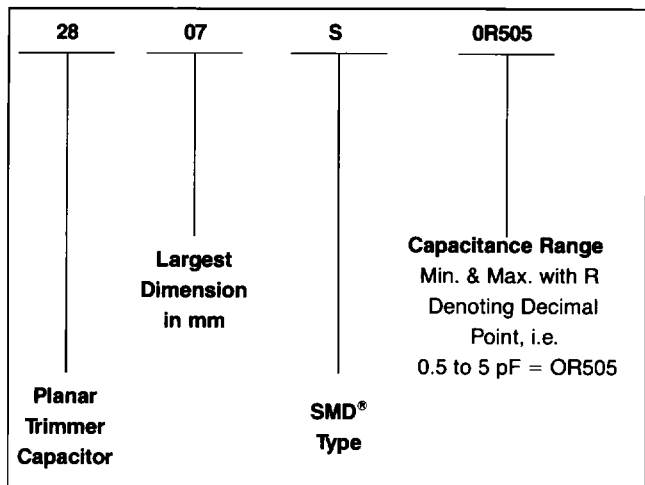 28 07 S 0R505
Largest
Dimension
in mm
Capacitance Range
Min. & Max. with R
Denoting Decimal
Point, i.e.
0.5 to 5 pF = OR505
Planar
Trimmer
Capacitor
SMD®
Type